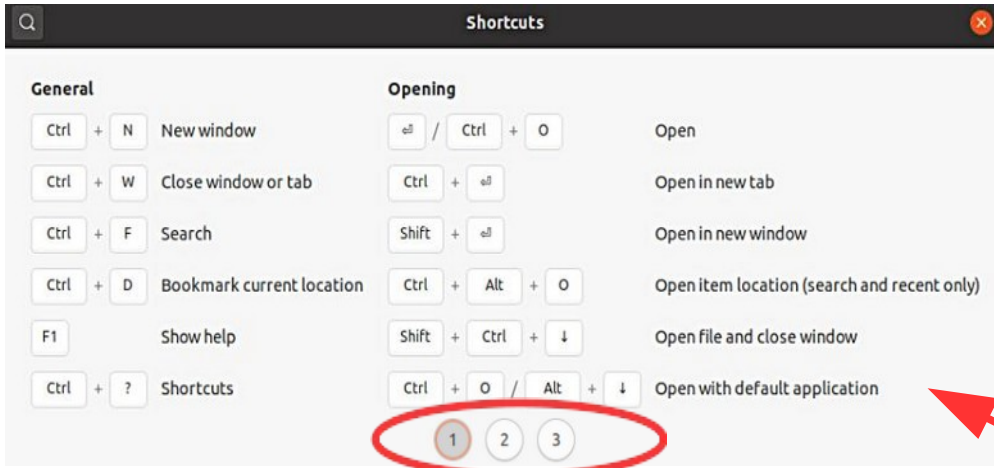 Shortcuts
General Opening
Ctrl + N New window ⏎ / Ctrl + O Open
Ctrl + W Close window or tab Ctrl + ⏎ Open in new tab
Ctrl + F Search Shift + ⏎ Open in new window
Ctrl + D Bookmark current location Ctrl + Alt + O Open item location (search and recent only)
F1 Show help Shift + Ctrl + ↓ Open file and close window
Ctrl + ? Shortcuts Ctrl + O / Alt + ↓ Open with default application
1 2 3